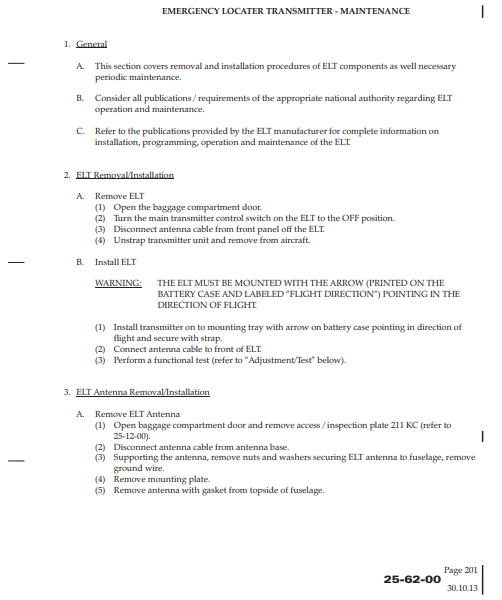 EMERGENCY LOCATER TRANSMITTER - MAINTENANCE
1. General
A. This section covers removal and installation procedures of ELT components as well necessary
periodic maintenance.
B. Consider all publications / requirements of the appropriate national authority regarding ELT
operation and maintenance.
C. Refer to the publications provided by the ELT manufacturer for complete information on
installation, programming, operation and maintenance of the ELT.
2. ELT Removal/Installation
A. Remove ELT
(1) Open the baggage compartment door.
(2) Turn the main transmitter control switch on the ELT to the OFF position.
(3) Disconnect antenna cable from front panel off the ELT.
(4) Unstrap transmitter unit and remove from aircraft.
B. Install ELT
WARNING: THE ELT MUST BE MOUNTED WITH THE ARROW (PRINTED ON THE
BATTERY CASE AND LABELED "FLIGHT DIRECTION") POINTING IN THE
DIRECTION OF FLIGHT.
(1) Install transmitter on to mounting tray with arrow on battery case pointing in direction of
flight and secure with strap.
(2) Connect antenna cable to front of ELT.
(3) Perform a functional test (refer to "Adjustment/Test" below).
3. ELT Antenna Removal/Installation
A. Remove ELT Antenna
(1) Open baggage compartment door and remove access / inspection plate 211 KC (refer to
25-12-00).
(2) Disconnect antenna cable from antenna base.
(3) Supporting the antenna, remove nuts and washers securing ELT antenna to fuselage, remove
ground wire.
(4) Remove mounting plate.
(5) Remove antenna with gasket from topside of fuselage.
Page 201
25-62-00
30.10.13